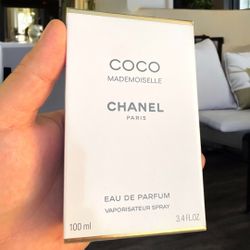 COCO
MADEMOISELLE
CHANEL
PARIS
EAU DE PARFUM
VAPORISATEUR SPRAY
100 ml
3.4 FL.OZ.